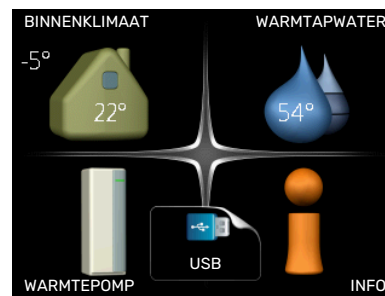 BINNENKLIMAAT
WARMTAPWATER
-5°
22°
54°
USB
WARMTEPOMP
INFO